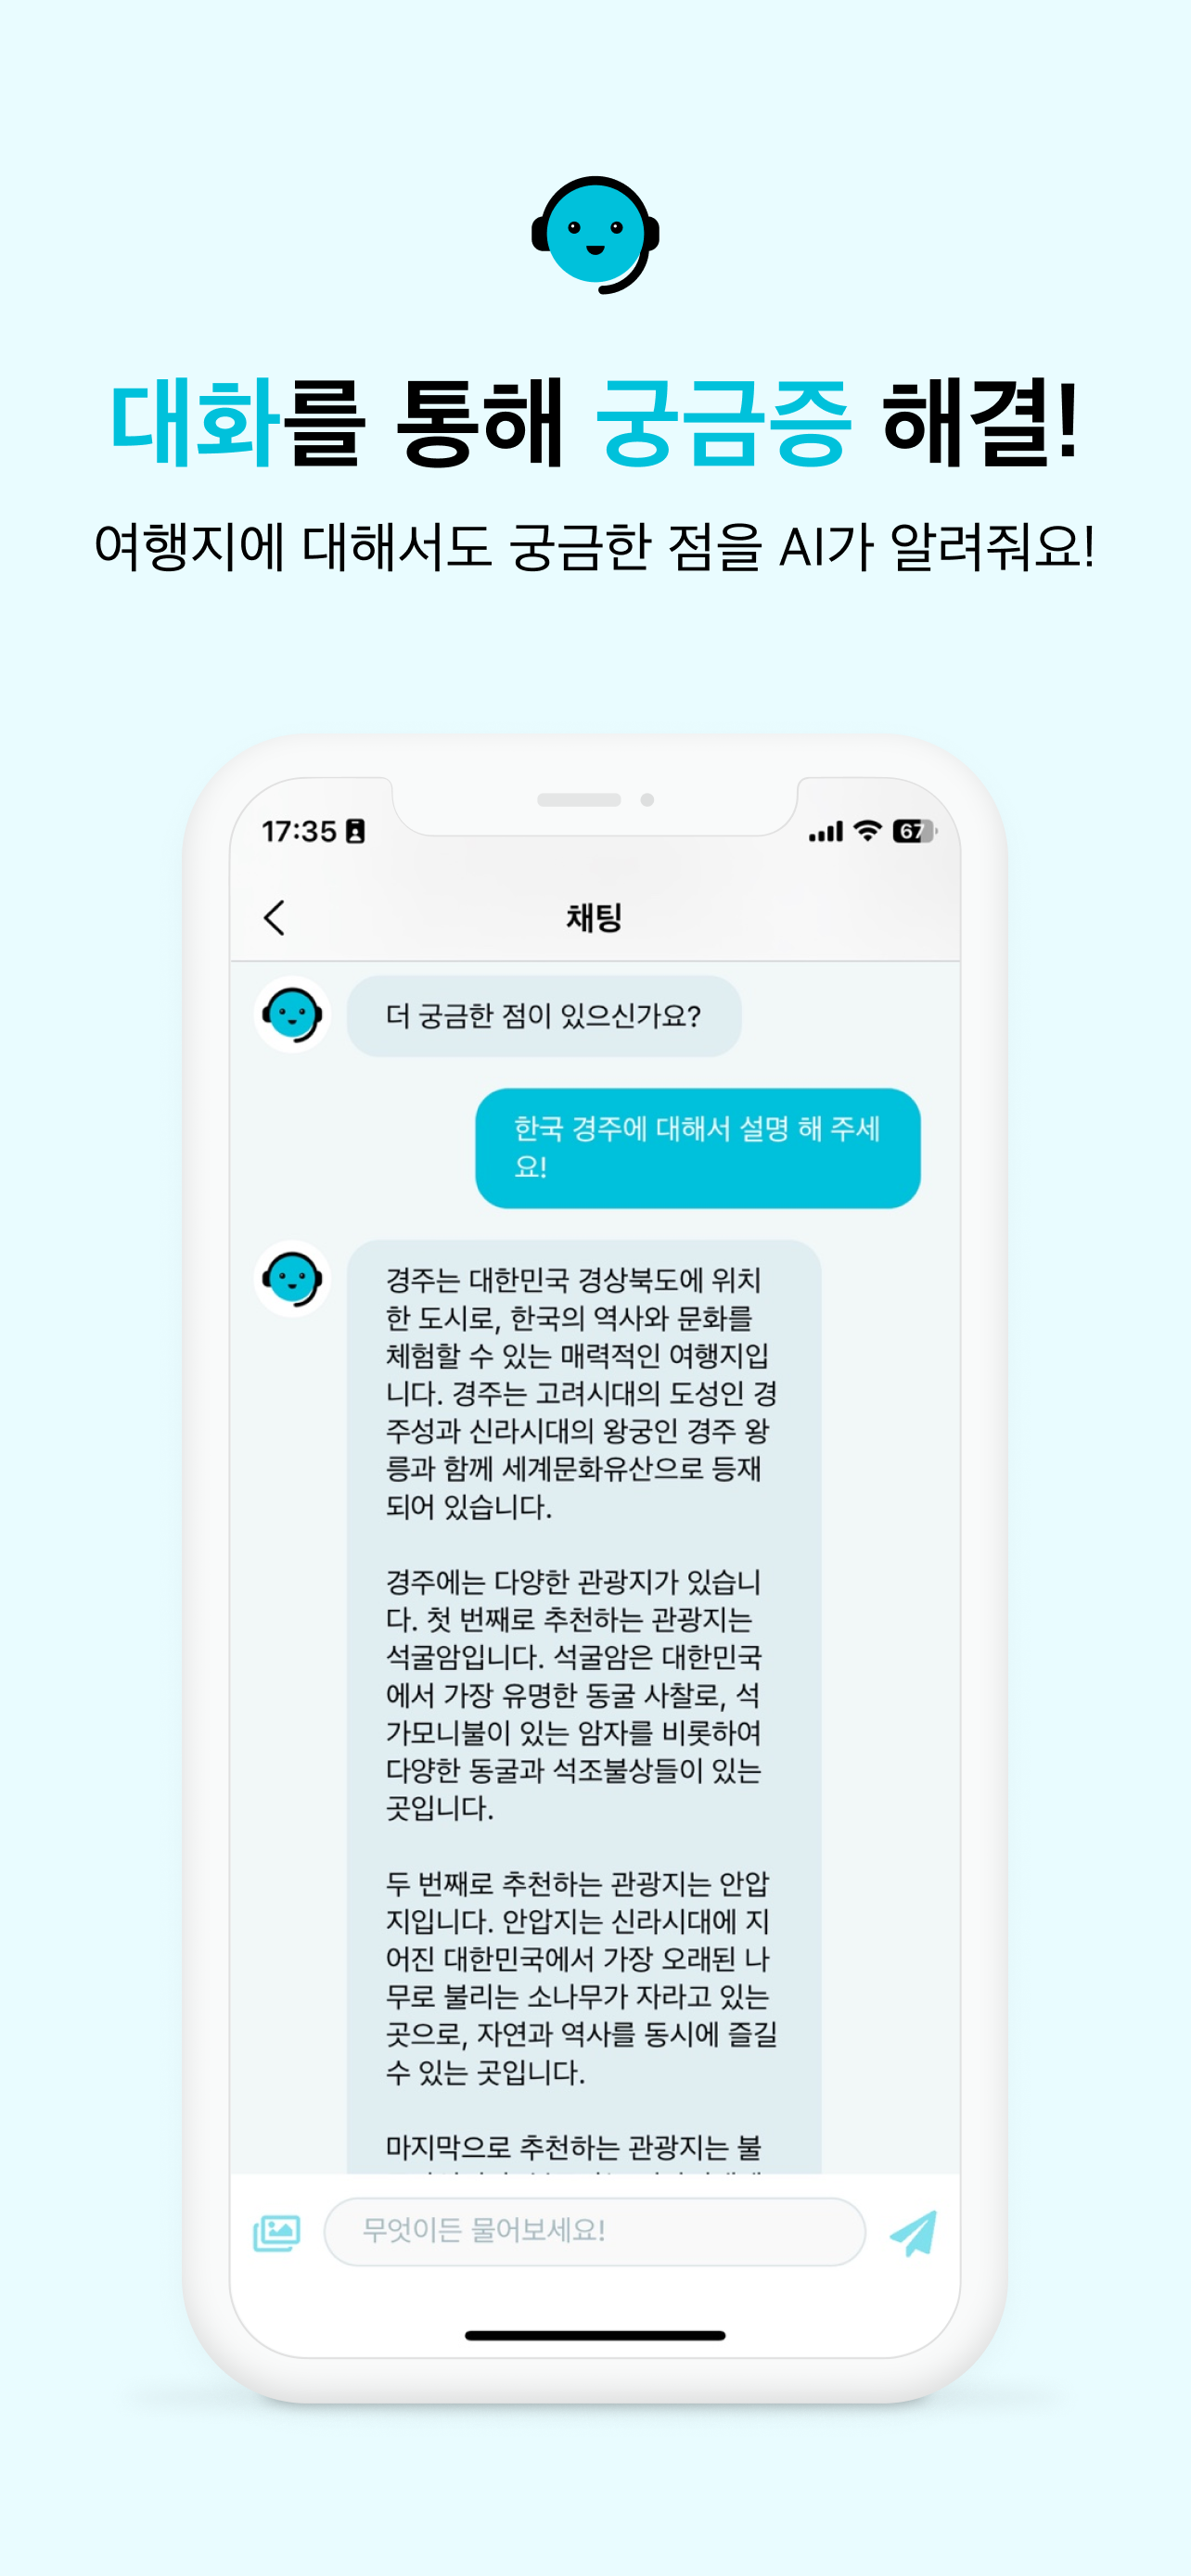 대화를 통해 궁금증 해결!
여행지에 대해서도 궁금한 점을 AI가 알려줘요!
17:35
67
채팅
더 궁금한 점이 있으신가요?
한국 경주에 대해서 설명 해 주세
요!
경주는 대한민국 경상북도에 위치
한 도시로, 한국의 역사와 문화를
체험할 수 있는 매력적인 여행지입
니다. 경주는 고려시대의 도성인 경
주성과 신라시대의 왕궁인 경주 왕
릉과 함께 세계문화유산으로 등재
되어 있습니다.
경주에는 다양한 관광지가 있습니
다. 첫 번째로 추천하는 관광지는
석굴암입니다. 석굴암은 대한민국
에서 가장 유명한 동굴 사찰로, 석
가모니불이 있는 암자를 비롯하여
다양한 동굴과 석조불상들이 있는
곳입니다.
두 번째로 추천하는 관광지는 안압
지입니다. 안압지는 신라시대에 지
어진 대한민국에서 가장 오래된 나
무로 불리는 소나무가 자라고 있는
곳으로, 자연과 역사를 동시에 즐길
수 있는 곳입니다.
마지막으로 추천하는 관광지는 불
무엇이든 물어보세요!